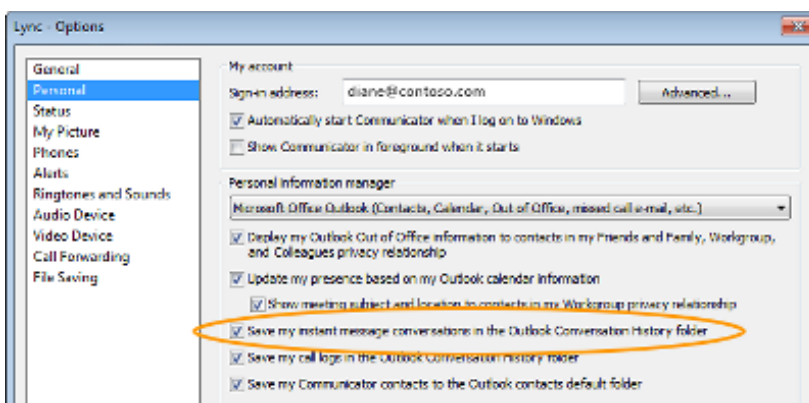 Lync - Options
General
Personal
Status
My Picture
Phones
Alerts
Ringtones and Sounds
Audio Device
Video Device
Call Forwarding
File Saving
My account
Sign-in address: diane@contoso.com Advanced...
Automatically start Communicator when I log on to Windows
Show Communicator in foreground when it starts
Personal information manager
Microsoft Office Outlook (Contacts, Calendar, Out of Office, missed call e-mail, etc.)
Display my Outlook Out of Office information to contacts in my Friends and Family, Workgroup,
and Colleagues privacy relationship
Update my presence based on my Outlook calendar information
Show meeting subject and location to contacts in my Workgroup privacy relationship
Save my instant message conversations in the Outlook Conversation History folder
Save my call logs in the Outlook Conversation History folder
Save my Communicator contacts to the Outlook contacts default folder